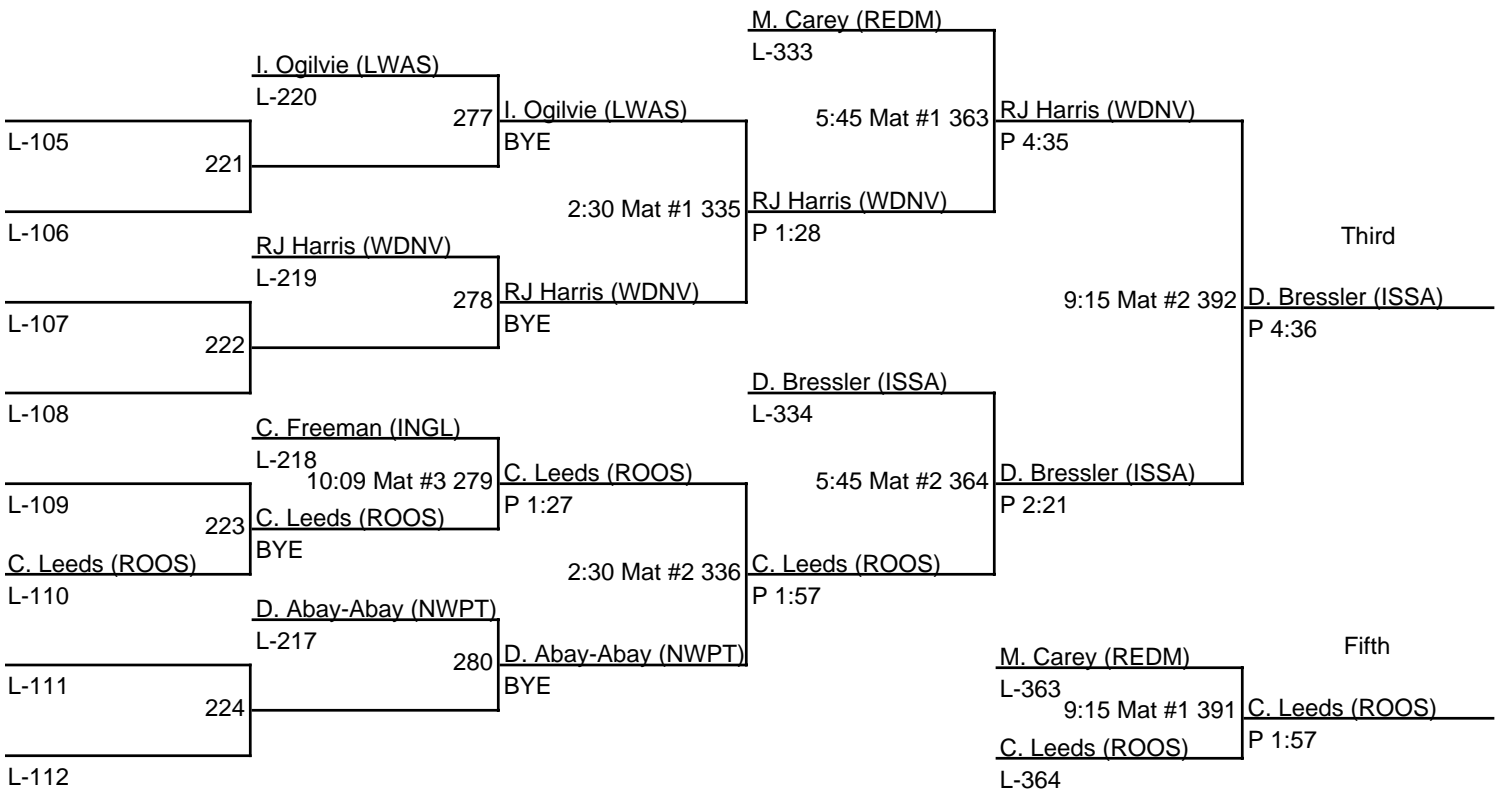 M. Carey (REDM)
L-333
I. Ogilvie (LWAS)
L-220
277 I. Ogilvie (LWAS)
BYE
5:45 Mat #1 363 RJ Harris (WDNV)
P 4:35
L-105
221
2:30 Mat #1 335 RJ Harris (WDNV)
P 1:28
L-106
RJ Harris (WDNV)
L-219
Third
278 RJ Harris (WDNV)
BYE
9:15 Mat #2 392 D. Bressler (ISSA)
P 4:36
L-107
222
D. Bressler (ISSA)
L-334
L-108
C. Freeman (INGL)
L-218
10:09 Mat #3 279 C. Leeds (ROOS)
P 1:27
5:45 Mat #2 364 D. Bressler (ISSA)
P 2:21
L-109
223 C. Leeds (ROOS)
BYE
C. Leeds (ROOS)
L-110
2:30 Mat #2 336 C. Leeds (ROOS)
P 1:57
D. Abay-Abay (NWPT)
L-217
280 D. Abay-Abay (NWPT)
BYE
Fifth
M. Carey (REDM)
L-363
L-111
224
9:15 Mat #1 391 C. Leeds (ROOS)
P 1:57
C. Leeds (ROOS)
L-364
L-112